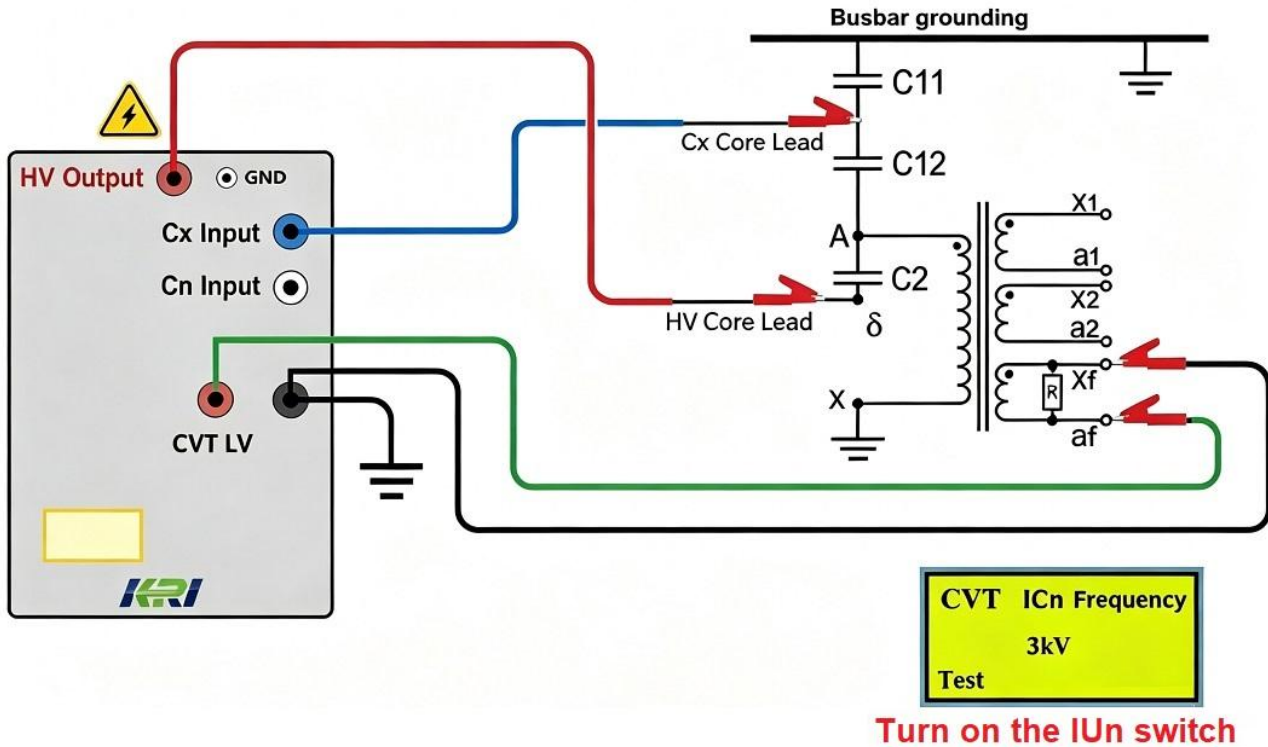 Busbar grounding
C11
Cx Core Lead
HV Output
GND
C12
Cx Input
X1
A
a1
Cn Input
C2
X2
HV Core Lead
δ
a2
Xf
R
X
af
CVT LV
KRI
CVT ICn Frequency
3kV
Test
Turn on the IUn switch